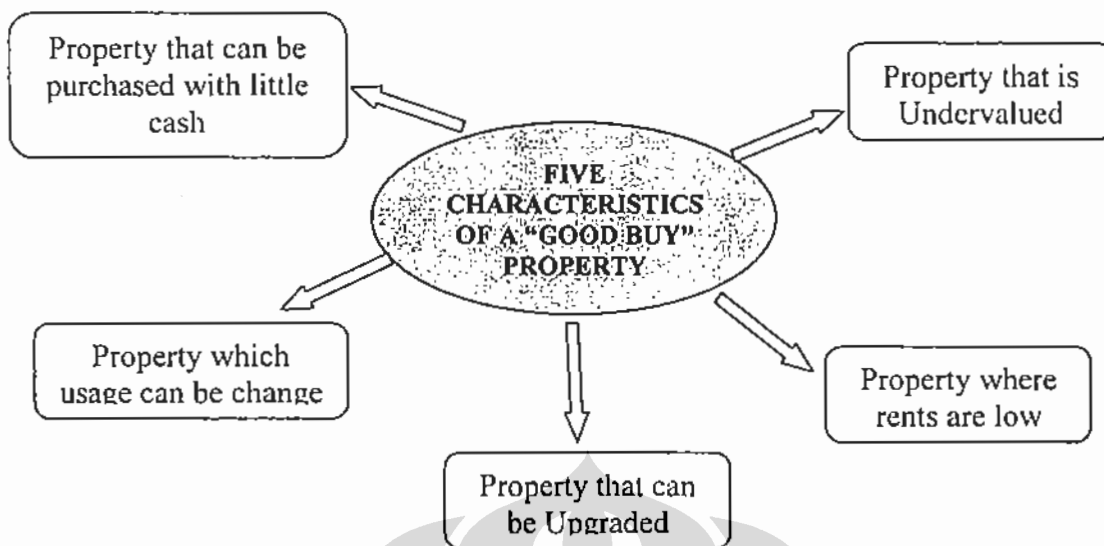 Property that can be
purchased with little
cash
Property that is
Undervalued
FIVE
CHARACTERISTICS
OF A “GOOD BUY”
PROPERTY
Property which
usage can be change
Property where
rents are low
Property that can
be Upgraded